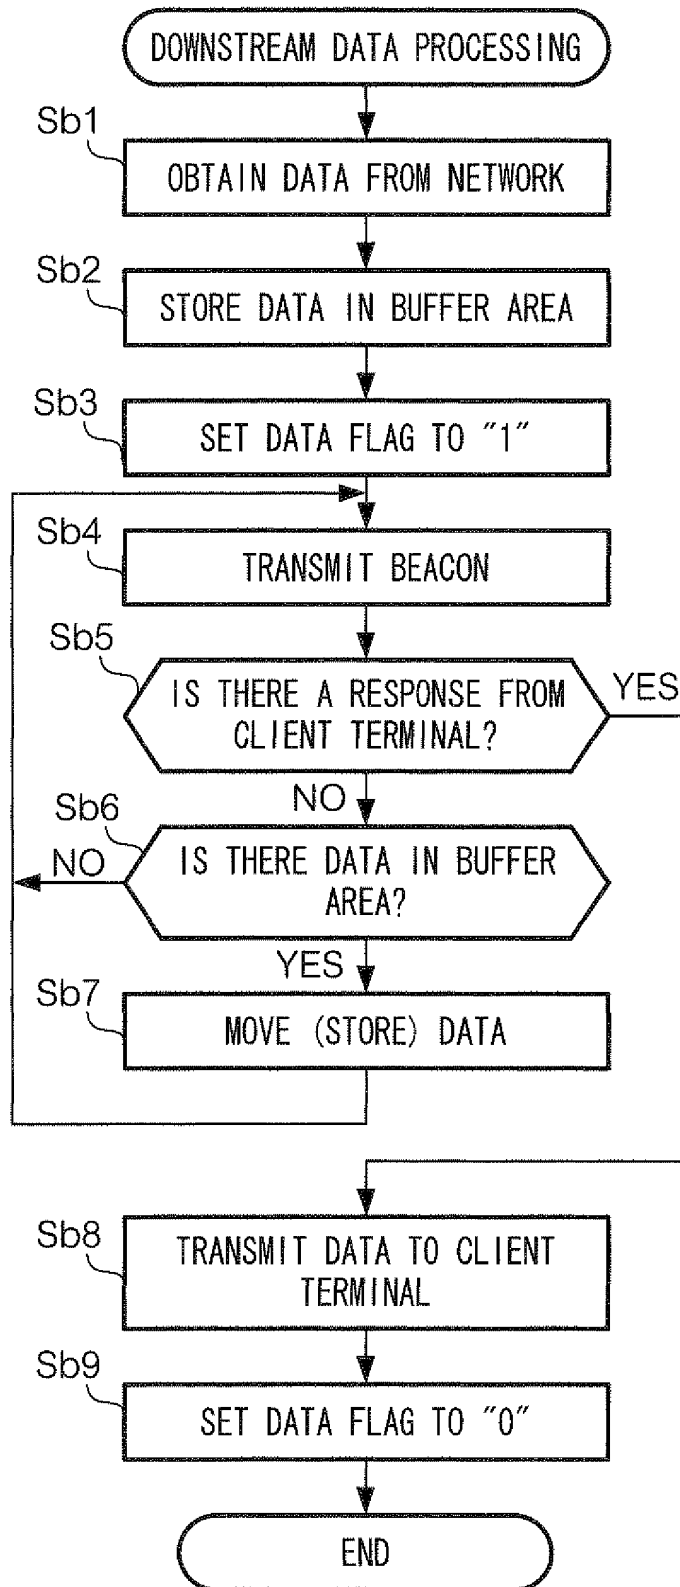 DOWNSTREAM DATA PROCESSING
Sb1
OBTAIN DATA FROM NETWORK
Sb2
STORE DATA IN BUFFER AREA
Sb3
SET DATA FLAG TO "1"
Sb4
TRANSMIT BEACON
Sb5
IS THERE A RESPONSE FROM
CLIENT TERMINAL?
YES
NO
Sb6
IS THERE DATA IN BUFFER
AREA?
NO
YES
Sb7
MOVE (STORE) DATA
Sb8
TRANSMIT DATA TO CLIENT
TERMINAL
Sb9
SET DATA FLAG TO "0"
END